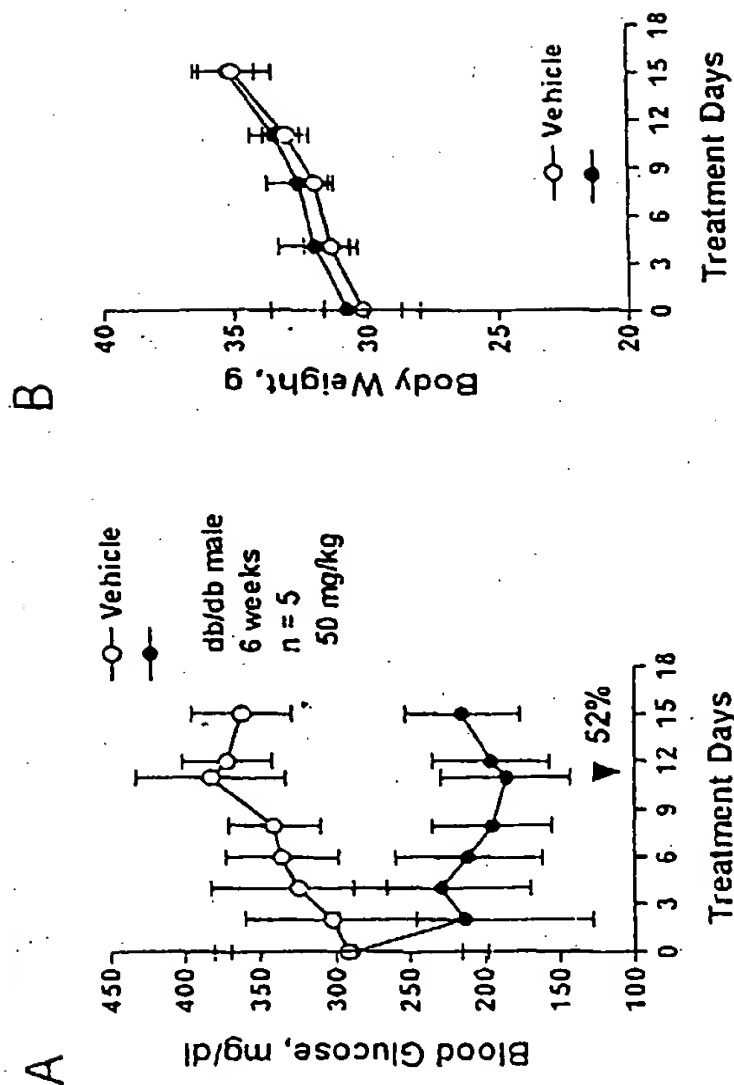 A
Blood Glucose, mg/dl
450
400
350
300
250
200
150
100
0 3 6 9 12 15 18
Treatment Days
Vehicle
db/db male
6 weeks
n = 5
50 mg/kg
52%
B
Body Weight, g
40
35
30
25
20
0 3 6 9 12 15 18
Treatment Days
Vehicle